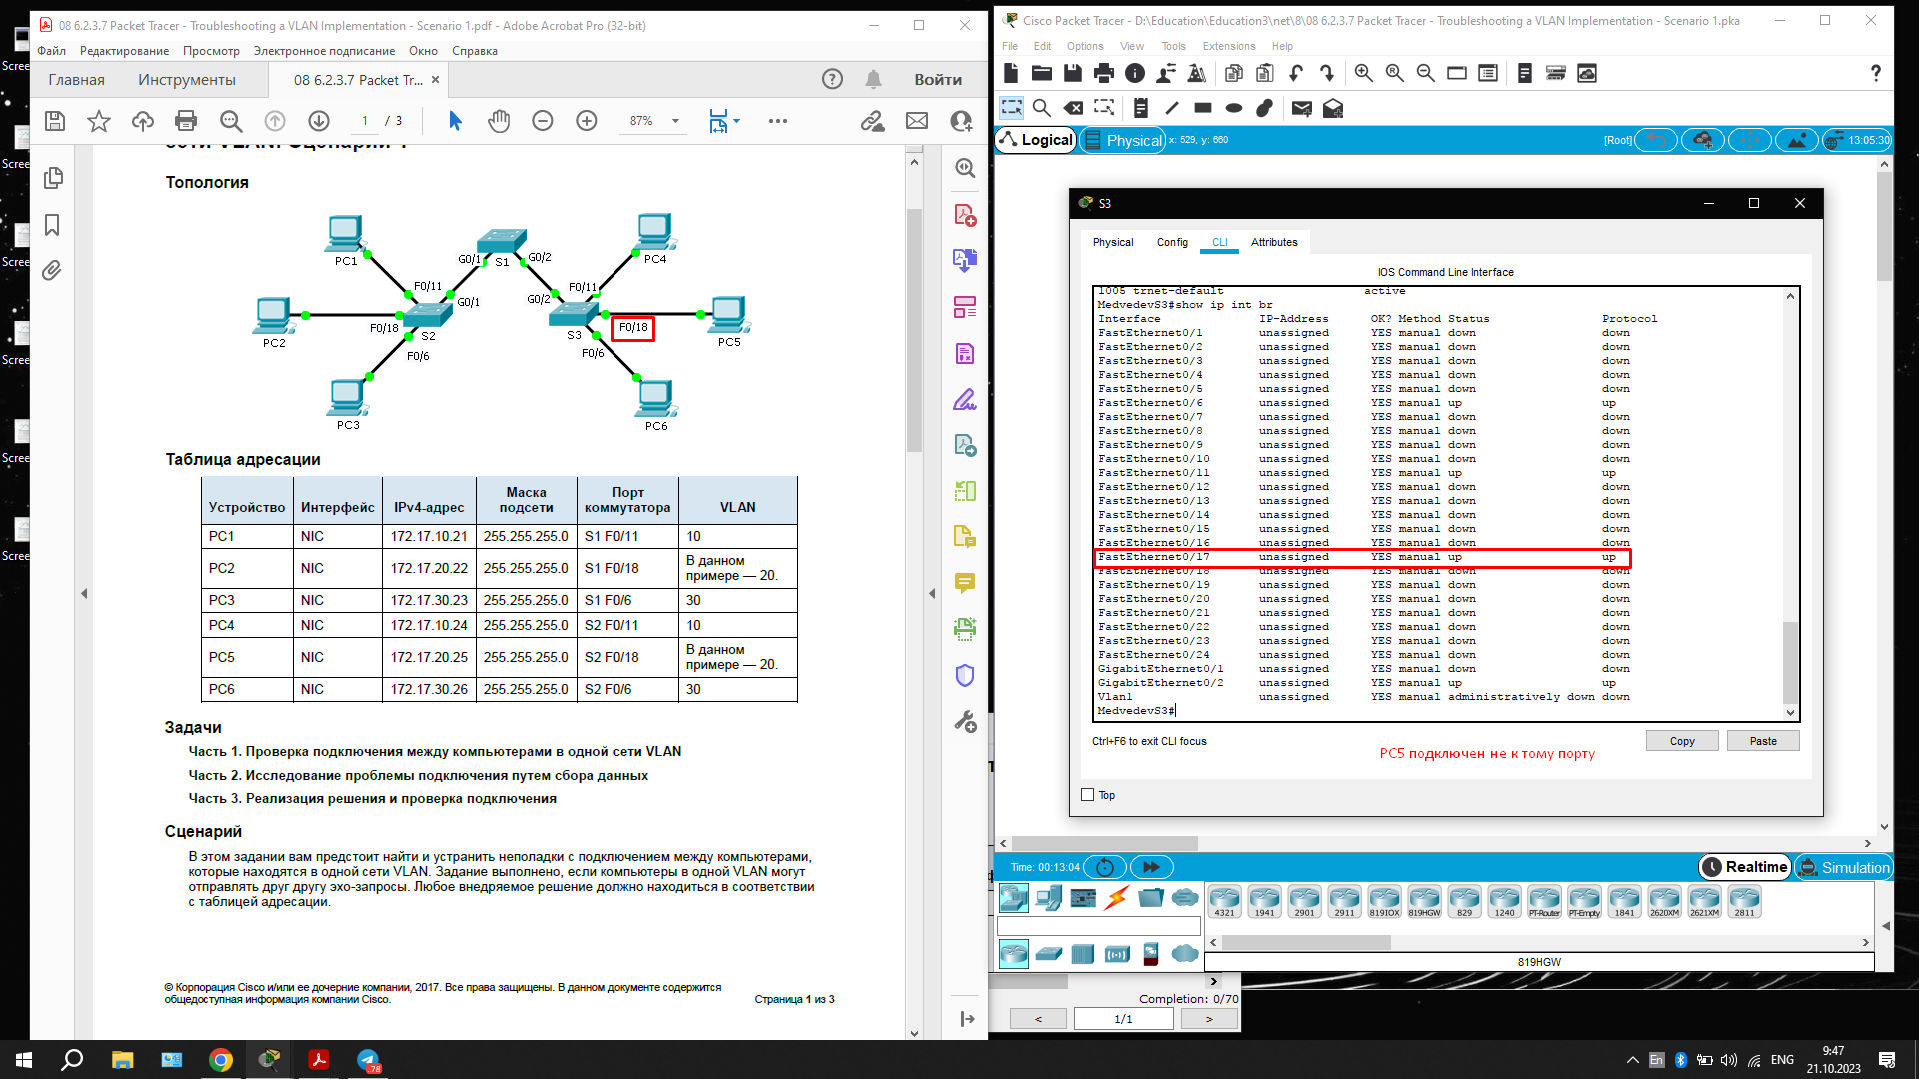 08 6.2.3.7 Packet Tracer - Troubleshooting a VLAN Implementation - Scenario 1.pdf - Adobe Acrobat Pro (32-bit)
Файл Редактирование Просмотр Электронное подписание Окно Справка
Главная Инструменты 08 6.2.3.7 Packet Tr... × Войти
1 / 3 87%
Топология
PC1
PC2
PC3
PC4
PC5
PC6
S1
S2
S3
G0/1
G0/2
F0/11
G0/1
F0/18
F0/6
F0/11
G0/2
F0/18
F0/6
Таблица адресации
Устройство Интерфейс IPv4-адрес Маска подсети Порт коммутатора VLAN
PC1 NIC 172.17.10.21 255.255.255.0 S1 F0/11 10
PC2 NIC 172.17.20.22 255.255.255.0 S1 F0/18 В данном примере — 20.
PC3 NIC 172.17.30.23 255.255.255.0 S1 F0/6 30
PC4 NIC 172.17.10.24 255.255.255.0 S2 F0/11 10
PC5 NIC 172.17.20.25 255.255.255.0 S2 F0/18 В данном примере — 20.
PC6 NIC 172.17.30.26 255.255.255.0 S2 F0/6 30
Задачи
Часть 1. Проверка подключения между компьютерами в одной сети VLAN
Часть 2. Исследование проблемы подключения путем сбора данных
Часть 3. Реализация решения и проверка подключения
Сценарий
В этом задании вам предстоит найти и устранить неполадки с подключением между компьютерами,
которые находятся в одной сети VLAN. Задание выполнено, если компьютеры в одной VLAN могут
отправлять друг другу эхо-запросы. Любое внедряемое решение должно находиться в соответствии
с таблицей адресации.
© Корпорация Cisco и/или ее дочерние компании, 2017. Все права защищены. В данном документе содержится
общедоступная информация компании Cisco. Страница 1 из 3
Cisco Packet Tracer - D:\Education\Education3\net\8\08 6.2.3.7 Packet Tracer - Troubleshooting a VLAN Implementation - Scenario 1.pka
File Edit Options View Tools Extensions Help
Logical Physical x: 529, y: 660 [Root] 13:05:30
S3
Physical Config CLI Attributes
IOS Command Line Interface
1005 trnet-default active
MedvedevS3#show ip int br
Interface IP-Address OK? Method Status Protocol
FastEthernet0/1 unassigned YES manual down down
FastEthernet0/2 unassigned YES manual down down
FastEthernet0/3 unassigned YES manual down down
FastEthernet0/4 unassigned YES manual down down
FastEthernet0/5 unassigned YES manual down down
FastEthernet0/6 unassigned YES manual up up
FastEthernet0/7 unassigned YES manual down down
FastEthernet0/8 unassigned YES manual down down
FastEthernet0/9 unassigned YES manual down down
FastEthernet0/10 unassigned YES manual down down
FastEthernet0/11 unassigned YES manual up up
FastEthernet0/12 unassigned YES manual down down
FastEthernet0/13 unassigned YES manual down down
FastEthernet0/14 unassigned YES manual down down
FastEthernet0/15 unassigned YES manual down down
FastEthernet0/16 unassigned YES manual down down
FastEthernet0/17 unassigned YES manual up up
FastEthernet0/18 unassigned YES manual down down
FastEthernet0/19 unassigned YES manual down down
FastEthernet0/20 unassigned YES manual down down
FastEthernet0/21 unassigned YES manual down down
FastEthernet0/22 unassigned YES manual down down
FastEthernet0/23 unassigned YES manual down down
FastEthernet0/24 unassigned YES manual down down
GigabitEthernet0/1 unassigned YES manual down down
GigabitEthernet0/2 unassigned YES manual up up
Vlan1 unassigned YES manual administratively down down
MedvedevS3#
Ctrl+F6 to exit CLI focus
Copy Paste
PC5 подключен не к тому порту
Top
Time: 00:13:04 Realtime Simulation
4321 1941 2901 2911 819IOX 819HGW 829 1240 PT-Router PT-Empty 1841 2620XM 2621XM 2811
819HGW
Completion: 0/70
< 1/1 >
Scree
Scree
Scree
Scree
Scree
Scree
ENG
9:47
21.10.2023